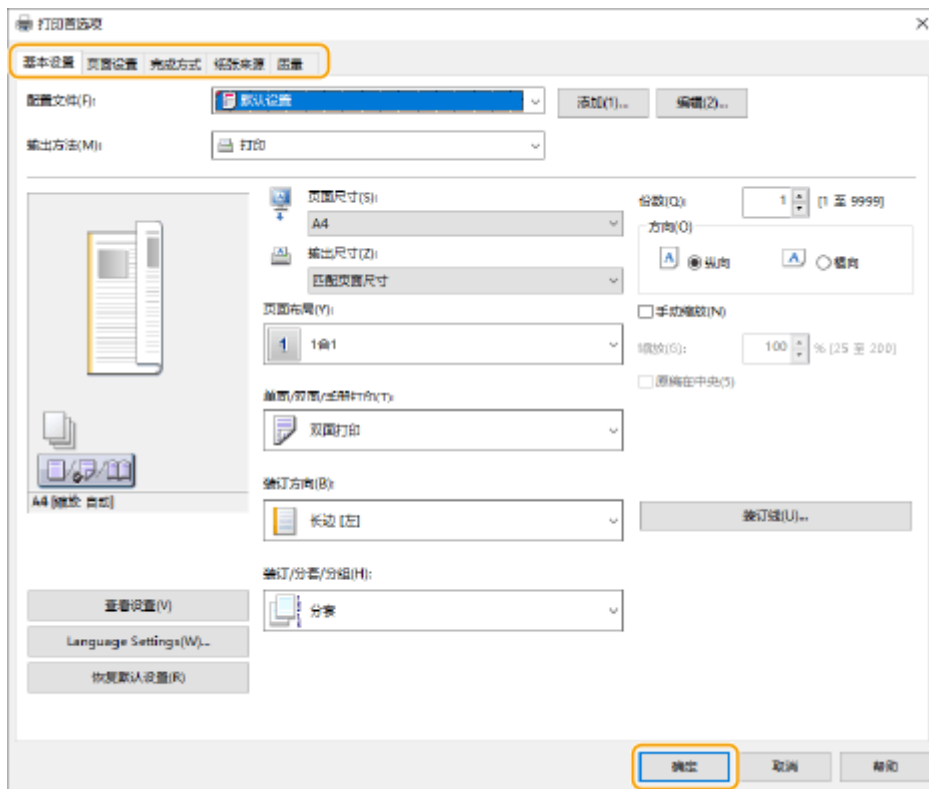 打印首选项
基本设置 页面设置 完成方式 纸张来源 质量
配置文件(F): 默认设置 添加(1)... 编辑(2)...
输出方法(M): 打印
页面尺寸(S): 份数(Q): 1 [1 至 9999]
A4 方向(O)
输出尺寸(Z): A 纵向 A 横向
匹配页面尺寸
页面布局(Y): 手动缩放(N)
1 1合1 缩放(G): 100 % [25 至 200]
原稿在中央(5)
单面/双面/手册打印(T):
双面打印
A4 [缩放: 自动] 装订方向(B):
长边 [左] 装订线(U)...
装订/分套/分组(H):
查看设置(V) 分套
Language Settings(W)...
恢复默认设置(R)
确定 取消 帮助